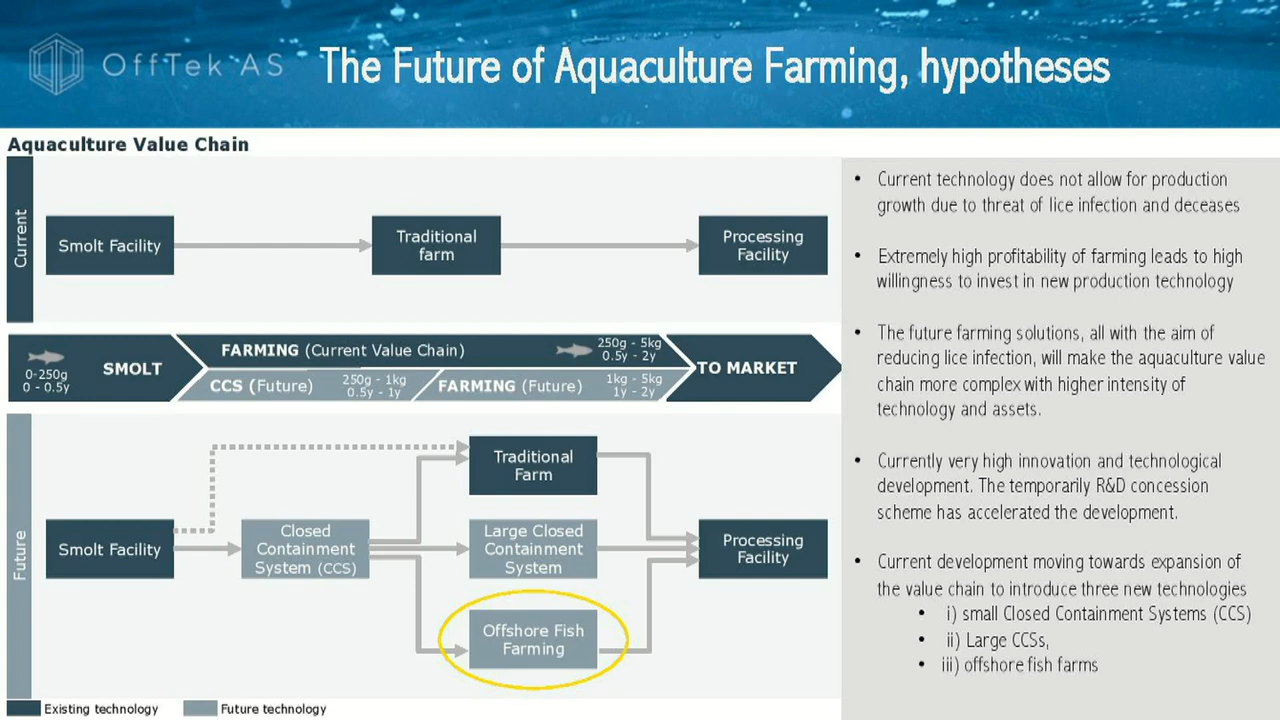 OffTek AS
The Future of Aquaculture Farming, hypotheses
Aquaculture Value Chain
Current
Smolt Facility
Traditional
farm
Processing
Facility
0-250g
0 - 0.5y
SMOLT
FARMING (Current Value Chain)
250g - 5kg
0.5y - 2y
CCS (Future)
250g - 1kg
0.5y - 1y
FARMING (Future)
1kg - 5kg
1y - 2y
TO MARKET
Future
Smolt Facility
Closed
Containment
System (CCS)
Traditional
Farm
Large Closed
Containment
System
Offshore Fish
Farming
Processing
Facility
Existing technology
Future technology
• Current technology does not allow for production
growth due to threat of lice infection and deceases
• Extremely high profitability of farming leads to high
willingness to invest in new production technology
• The future farming solutions, all with the aim of
reducing lice infection, will make the aquaculture value
chain more complex with higher intensity of
technology and assets.
• Currently very high innovation and technological
development. The temporarily R&D concession
scheme has accelerated the development.
• Current development moving towards expansion of
the value chain to introduce three new technologies
• i) small Closed Containment Systems (CCS)
• ii) Large CCSs,
• iii) offshore fish farms